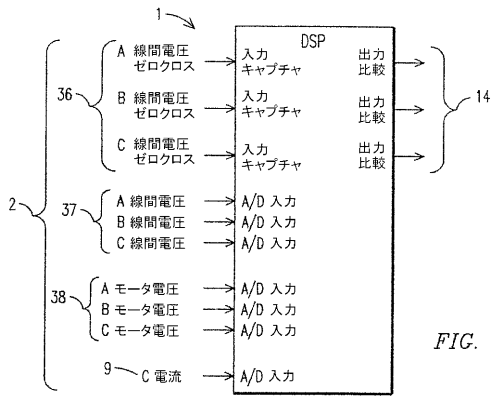 1
DSP
A 線間電圧
ゼロクロス
入力
キャプチャ
出力
比較
36
B 線間電圧
ゼロクロス
入力
キャプチャ
出力
比較
14
C 線間電圧
ゼロクロス
入力
キャプチャ
出力
比較
2
37
A 線間電圧
A/D 入力
B 線間電圧
A/D 入力
C 線間電圧
A/D 入力
38
A モータ電圧
A/D 入力
B モータ電圧
A/D 入力
C モータ電圧
A/D 入力
FIG.
9
C 電流
A/D 入力